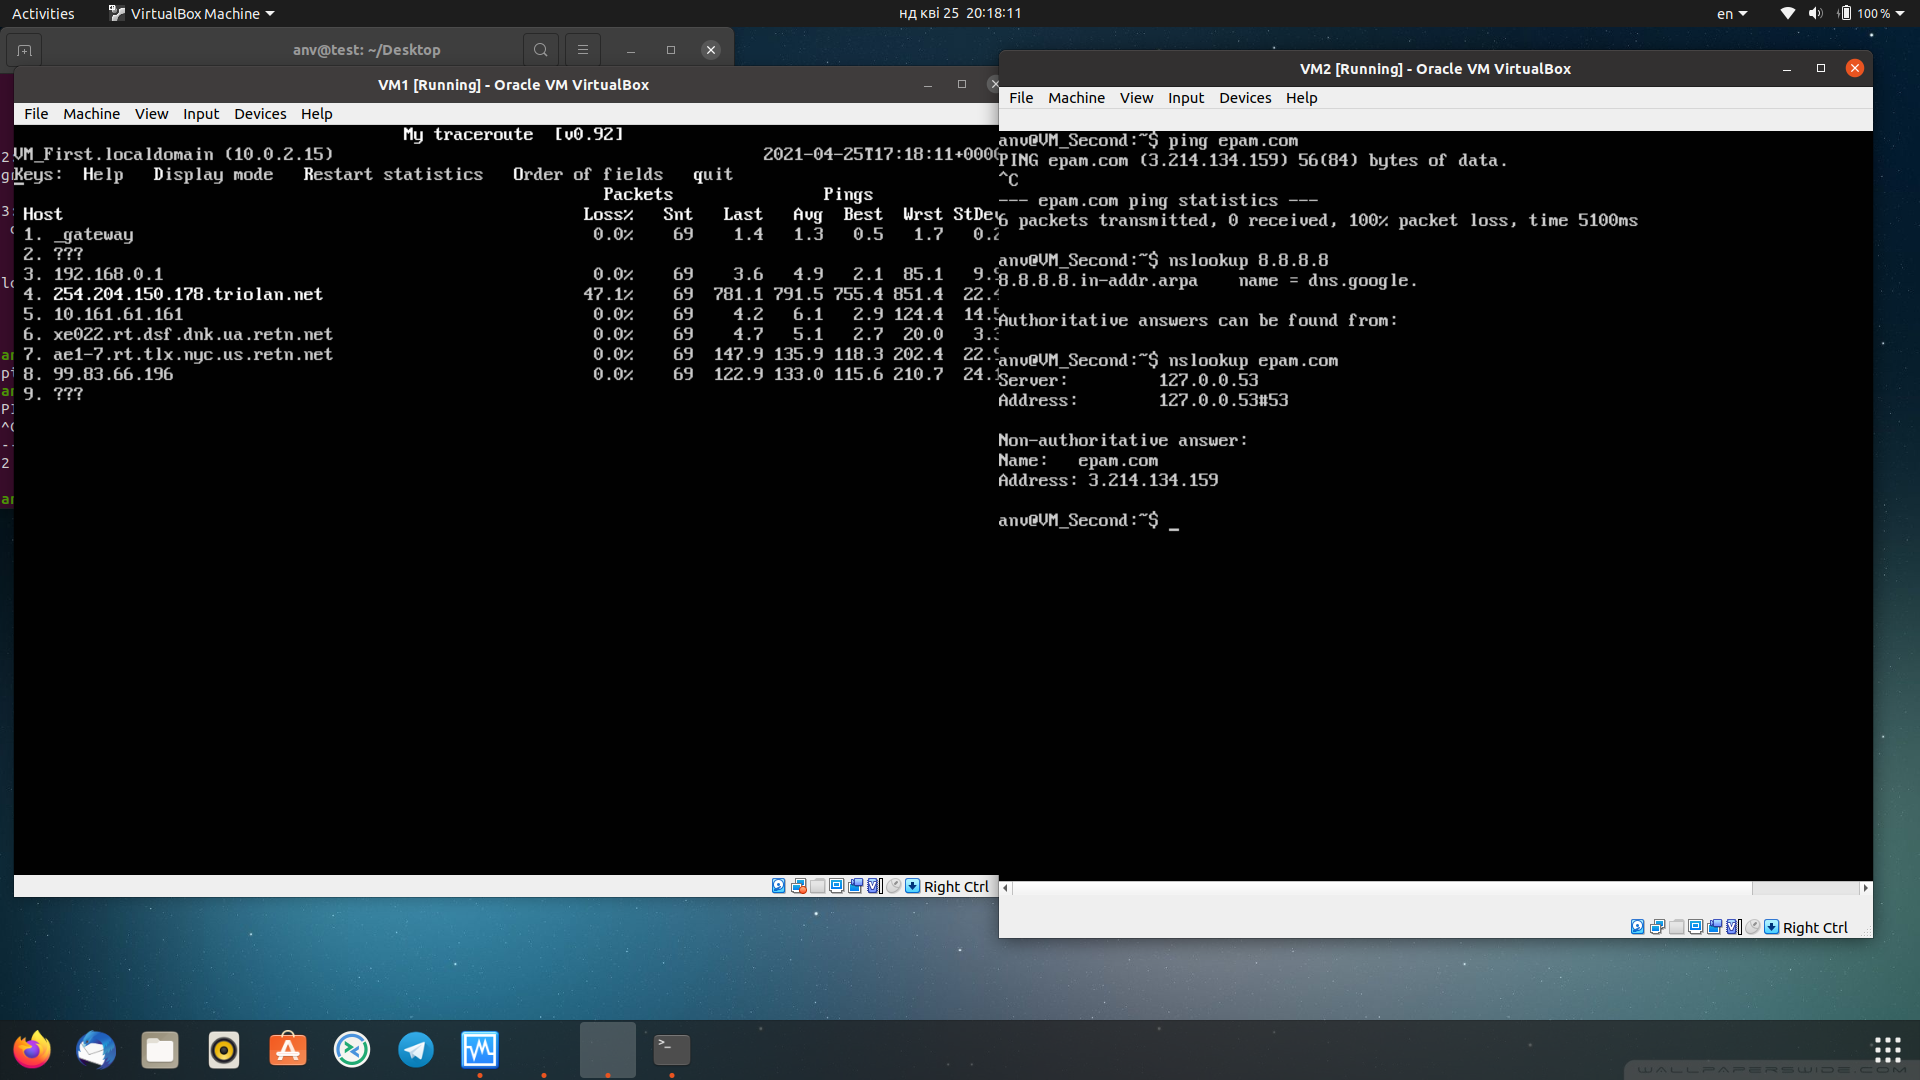 Activities
VirtualBox Machine
нд кві 25 20:18:11
en
100 %
anv@test: ~/Desktop
VM1 [Running] - Oracle VM VirtualBox
File Machine View Input Devices Help
My traceroute [v0.92]
VM_First.localdomain (10.0.2.15) 2021-04-25T17:18:11+000
Keys: Help Display mode Restart statistics Order of fields quit
Packets Pings
Host Loss% Snt Last Avg Best Wrst StDev
1. _gateway 0.0% 69 1.4 1.3 0.5 1.7 0.2
2. ???
3. 192.168.0.1 0.0% 69 3.6 4.9 2.1 85.1 9.9
4. 254.204.150.178.triolan.net 47.1% 69 781.1 791.5 755.4 851.4 22.4
5. 10.161.61.161 0.0% 69 4.2 6.1 2.9 124.4 14.5
6. xe022.rt.dsf.dnk.ua.retn.net 0.0% 69 4.7 5.1 2.7 20.0 3.3
7. ae1-7.rt.tlx.nyc.us.retn.net 0.0% 69 147.9 135.9 118.3 202.4 22.9
8. 99.83.66.196 0.0% 69 122.9 133.0 115.6 210.7 24.1
9. ???
Right Ctrl
VM2 [Running] - Oracle VM VirtualBox
File Machine View Input Devices Help
anv@VM_Second:~$ ping epam.com
PING epam.com (3.214.134.159) 56(84) bytes of data.
^C
--- epam.com ping statistics ---
6 packets transmitted, 0 received, 100% packet loss, time 5100ms
anv@VM_Second:~$ nslookup 8.8.8.8
8.8.8.8.in-addr.arpa name = dns.google.
Authoritative answers can be found from:
anv@VM_Second:~$ nslookup epam.com
Server: 127.0.0.53
Address: 127.0.0.53#53
Non-authoritative answer:
Name: epam.com
Address: 3.214.134.159
anv@VM_Second:~$ _
Right Ctrl
WALLPAPERSWIDE.COM